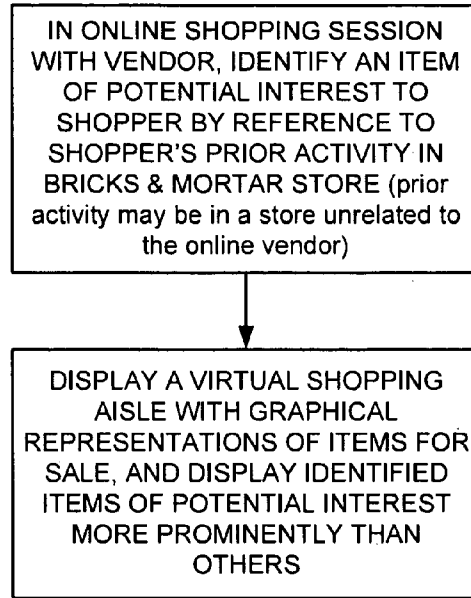 IN ONLINE SHOPPING SESSION
WITH VENDOR, IDENTIFY AN ITEM
OF POTENTIAL INTEREST TO
SHOPPER BY REFERENCE TO
SHOPPER'S PRIOR ACTIVITY IN
BRICKS & MORTAR STORE (prior
activity may be in a store unrelated to
the online vendor)
DISPLAY A VIRTUAL SHOPPING
AISLE WITH GRAPHICAL
REPRESENTATIONS OF ITEMS FOR
SALE, AND DISPLAY IDENTIFIED
ITEMS OF POTENTIAL INTEREST
MORE PROMINENTLY THAN
OTHERS